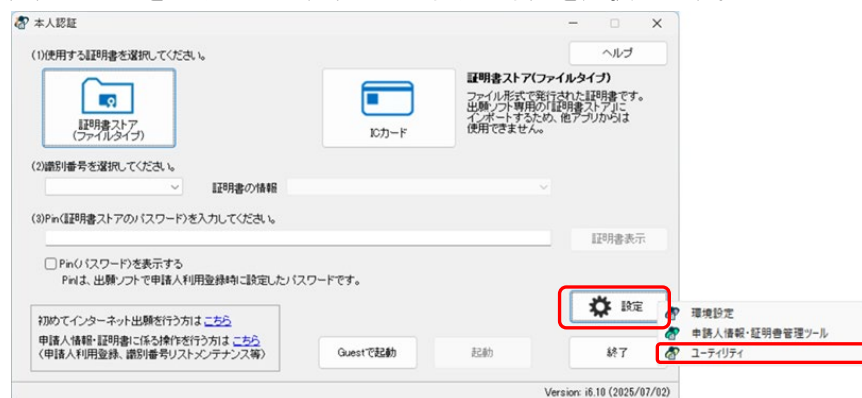 本人認証
(1)使用する証明書を選択してください。
ヘルプ
証明書ストア
(ファイルタイプ)
ICカード
証明書ストア(ファイルタイプ)
ファイル形式で発行された証明書です。
出願ソフト専用の「証明書ストア」に
インポートするため、他アプリからは
使用できません。
(2)識別番号を選択してください。
証明書の情報
(3)Pin(証明書ストアのパスワード)を入力してください。
証明書表示
Pin(パスワード)を表示する
Pinは、出願ソフトで申請人利用登録時に設定したパスワードです。
設定
環境設定
申請人情報・証明書管理ツール
ユーティリティ
初めてインターネット出願を行う方は こちら
申請人情報・証明書に係る操作を行う方は こちら
(申請人利用登録、識別番号リストメンテナンス等)
Guestで起動
起動
終了
Version: i6.10 (2025/07/02)